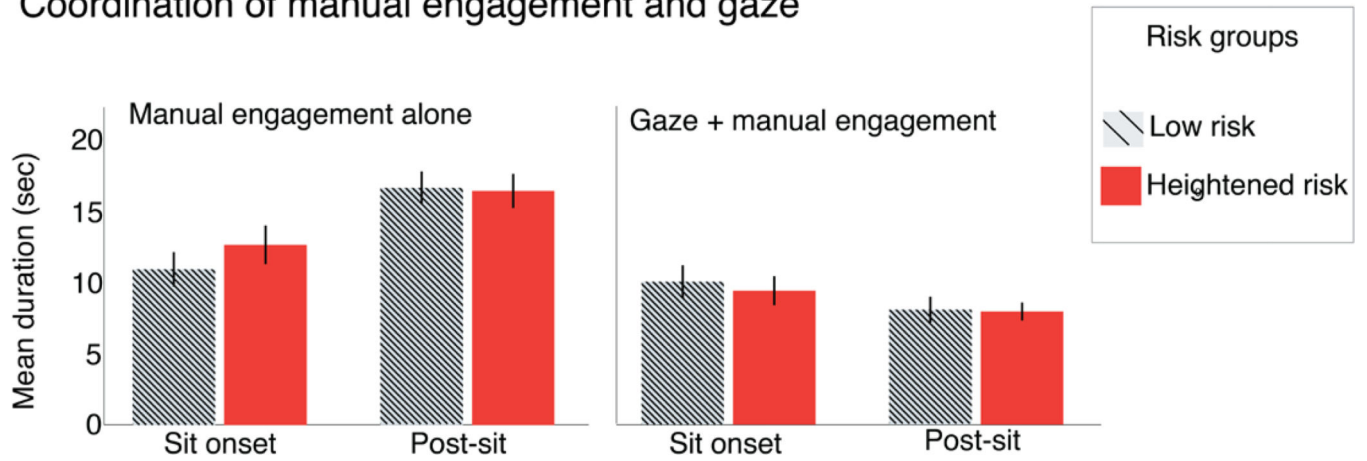 Coordination of manual engagement and gaze
Risk groups
Low risk
Heightened risk
Manual engagement alone
Gaze + manual engagement
Mean duration (sec)
20
15
10
5
0
Sit onset
Post-sit
Sit onset
Post-sit